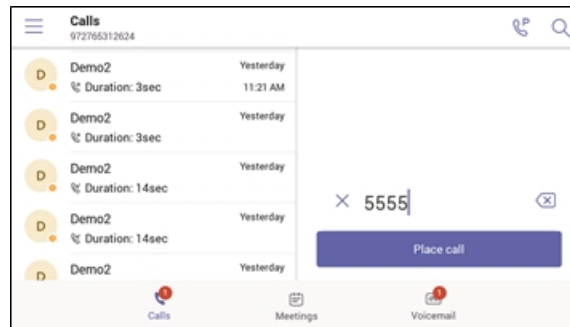 Calls
972765312624
D
Demo2
Yesterday
Duration: 3sec
11:21 AM
D
Demo2
Yesterday
Duration: 3sec
D
Demo2
Yesterday
Duration: 14sec
D
Demo2
Yesterday
Duration: 14sec
D
Demo2
Yesterday
P
5555
Place call
1
Calls
Meetings
1
Voicemail